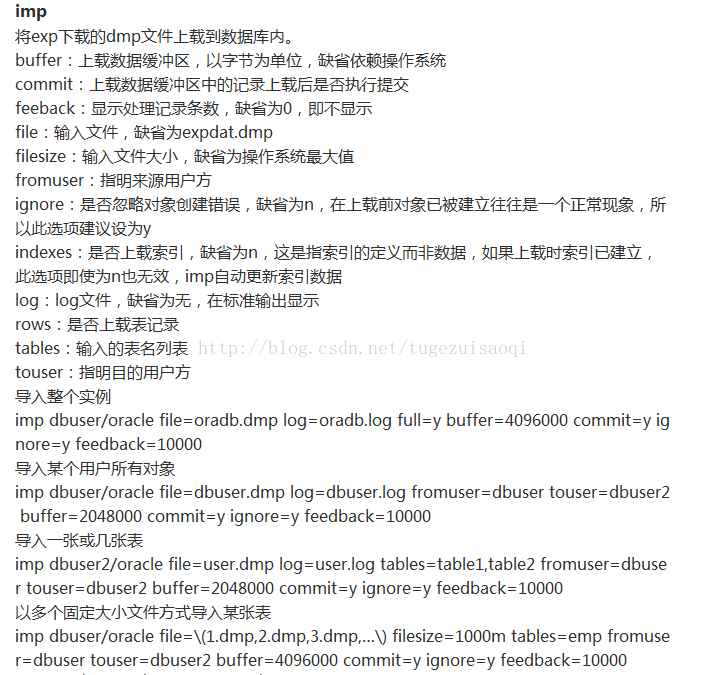 imp
将exp下载的dmp文件上载到数据库内。
buffer：上载数据缓冲区，以字节为单位，缺省依赖操作系统
commit：上载数据缓冲区中的记录上载后是否执行提交
feeback：显示处理记录条数，缺省为0，即不显示
file：输入文件，缺省为expdat.dmp
filesize：输入文件大小，缺省为操作系统最大值
fromuser：指明来源用户方
ignore：是否忽略对象创建错误，缺省为n，在上载前对象已被建立往往是一个正常现象，所
以此选项建议设为y
indexes：是否上载索引，缺省为n，这是指索引的定义而非数据，如果上载时索引已建立，
此选项即使为n也无效，imp自动更新索引数据
log：log文件，缺省为无，在标准输出显示
rows：是否上载表记录
tables：输入的表名列表 http://blog.csdn.net/tugezuisaoqi
touser：指明目的用户方
导入整个实例
imp dbuser/oracle file=oradb.dmp log=oradb.log full=y buffer=4096000 commit=y ig
nore=y feedback=10000
导入某个用户所有对象
imp dbuser/oracle file=dbuser.dmp log=dbuser.log fromuser=dbuser touser=dbuser2
buffer=2048000 commit=y ignore=y feedback=10000
导入一张或几张表
imp dbuser2/oracle file=user.dmp log=user.log tables=table1,table2 fromuser=dbuse
r touser=dbuser2 buffer=2048000 commit=y ignore=y feedback=10000
以多个固定大小文件方式导入某张表
imp dbuser/oracle file=\(1.dmp,2.dmp,3.dmp,…\) filesize=1000m tables=emp fromuse
r=dbuser touser=dbuser2 buffer=4096000 commit=y ignore=y feedback=10000